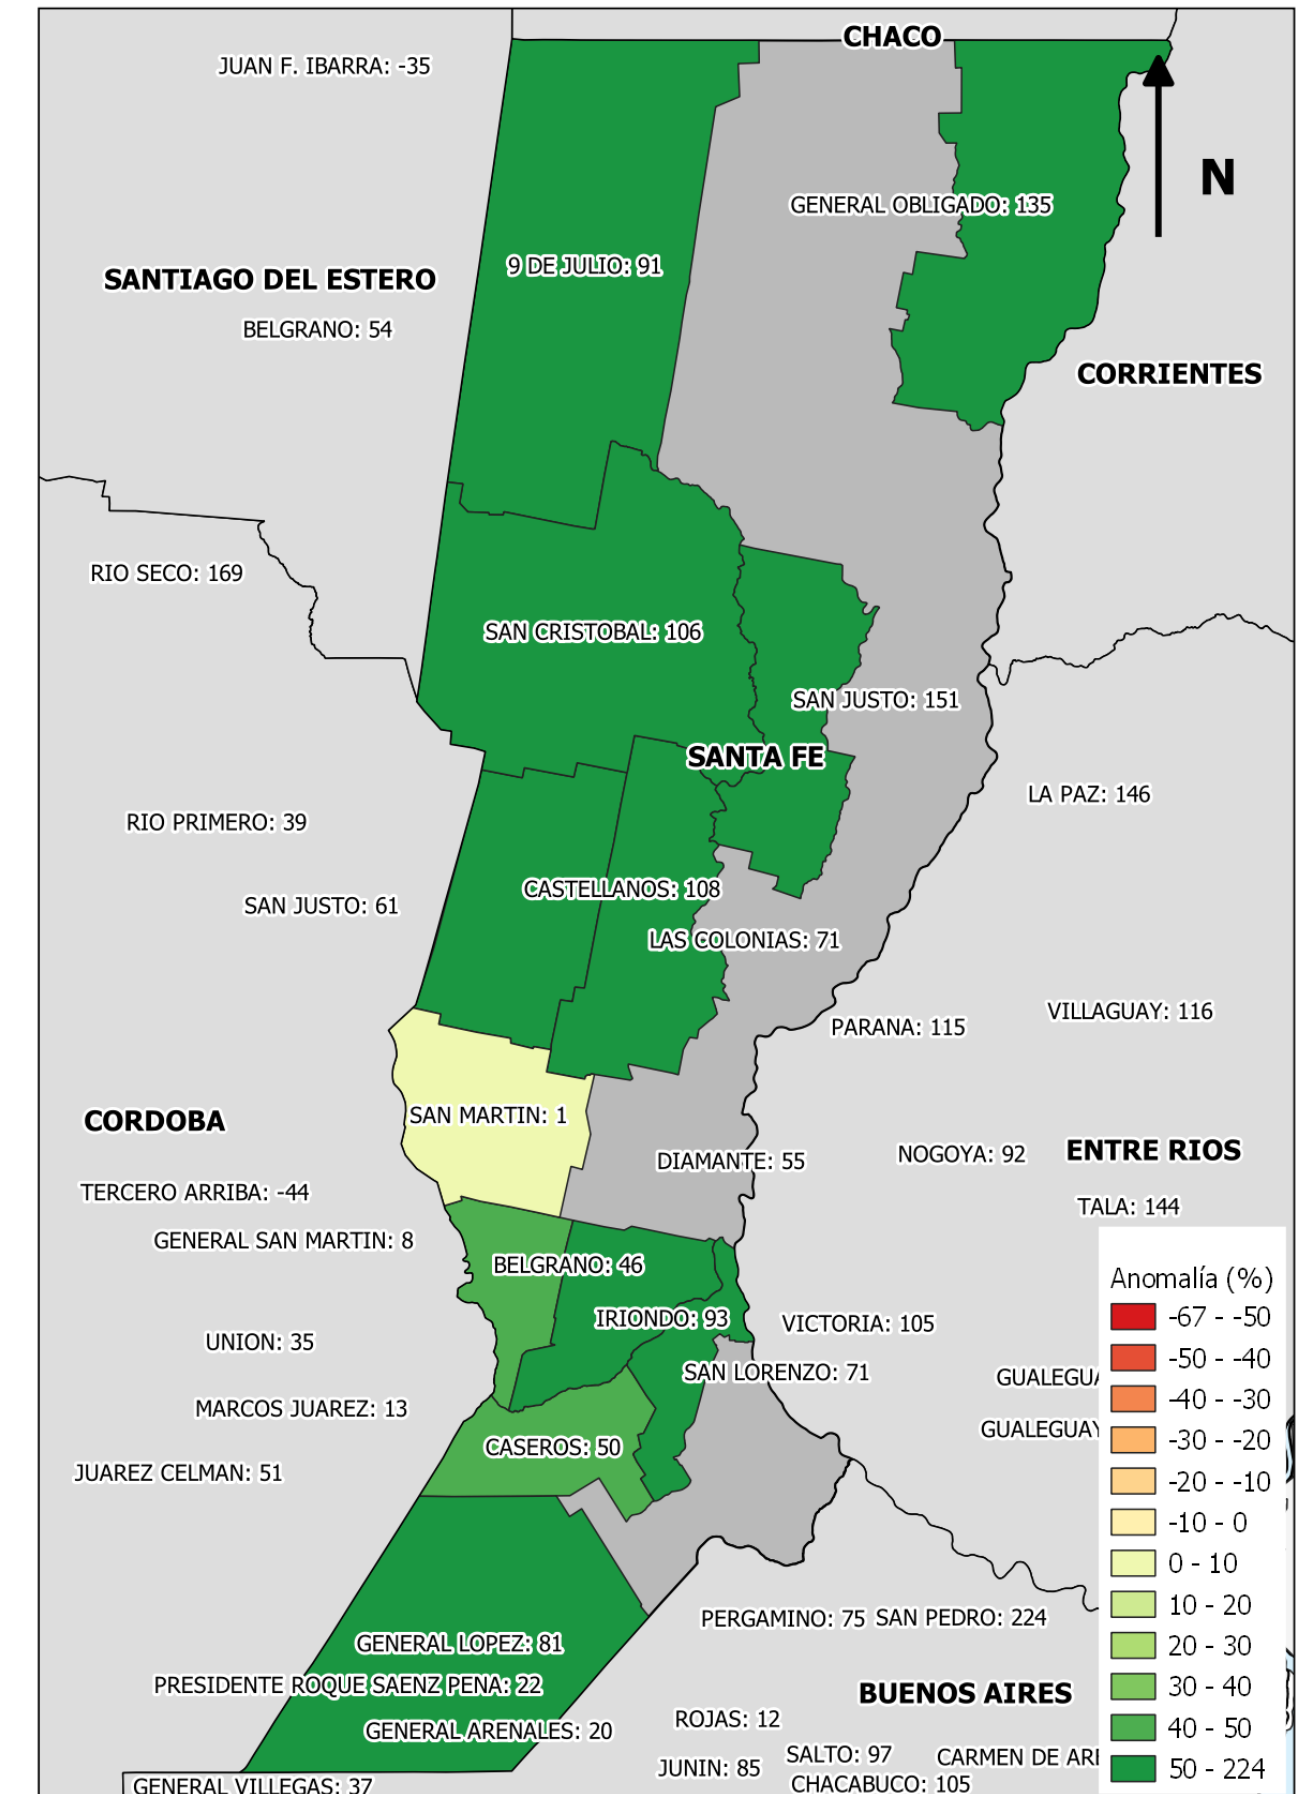 CHACO
JUAN F. IBARRA: -35
N
GENERAL OBLIGADO: 135
9 DE JULIO: 91
SANTIAGO DEL ESTERO
BELGRANO: 54
CORRIENTES
RIO SECO: 169
SAN CRISTOBAL: 106
SAN JUSTO: 151
SANTA FE
LA PAZ: 146
RIO PRIMERO: 39
CASTELLANOS: 108
SAN JUSTO: 61
LAS COLONIAS: 71
VILLAGUAY: 116
PARANA: 115
SAN MARTIN: 1
CORDOBA
ENTRE RIOS
NOGOYA: 92
DIAMANTE: 55
TERCERO ARRIBA: -44
TALA: 144
GENERAL SAN MARTIN: 8
BELGRANO: 46
IRIONDO: 93
VICTORIA: 105
UNION: 35
SAN LORENZO: 71
GUALEGUA
MARCOS JUAREZ: 13
GUALEGUAY
CASEROS: 50
JUAREZ CELMAN: 51
PERGAMINO: 75
SAN PEDRO: 224
GENERAL LOPEZ: 81
PRESIDENTE ROQUE SAENZ PENA: 22
BUENOS AIRES
ROJAS: 12
GENERAL ARENALES: 20
SALTO: 97
CARMEN DE ARE
JUNIN: 85
CHACABUCO: 105
GENERAL VILLEGAS: 37
Anomalía (%)
-67 - -50
-50 - -40
-40 - -30
-30 - -20
-20 - -10
-10 - 0
0 - 10
10 - 20
20 - 30
30 - 40
40 - 50
50 - 224